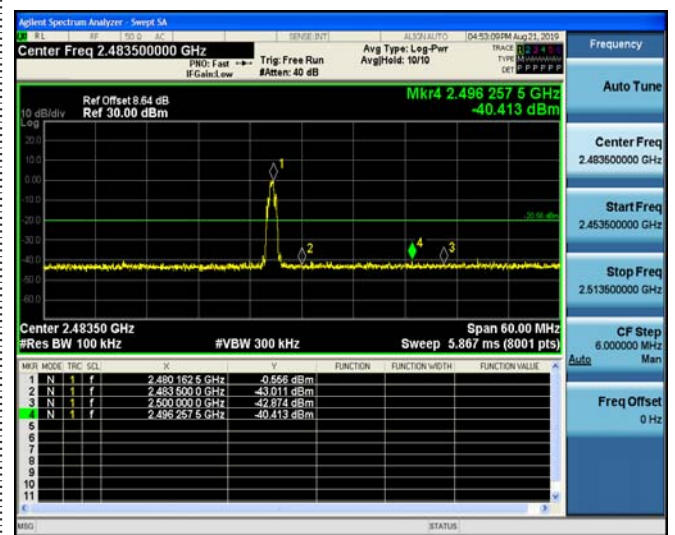 Agilent Spectrum Analyzer - Swept SA
RL RF 50 Ω AC SENSE:INT ALIGN AUTO 04:53:09 PM Aug 21, 2019
Center Freq 2.483500000 GHz
PNO: Fast
IFGain:Low
Trig: Free Run
#Atten: 40 dB
Avg Type: Log-Pwr
Avg|Hold: 10/10
TRACE 1 2 3 4 5 6
TYPE
DET P P P P P P
Frequency
Auto Tune
Center Freq
2.483500000 GHz
Start Freq
2.453500000 GHz
Stop Freq
2.513500000 GHz
CF Step
6.000000 MHz
Auto Man
Freq Offset
0 Hz
Mkr4 2.496 257 5 GHz
-40.413 dBm
Ref Offset 8.64 dB
10 dB/div Ref 30.00 dBm
Log
20.0
10.0
0.00
-10.0
-20.0
-30.0
-40.0
-50.0
-60.0
1
2
4
3
-20.56 dBm
Center 2.48350 GHz Span 60.00 MHz
#Res BW 100 kHz #VBW 300 kHz Sweep 5.867 ms (8001 pts)
MKR MODE TRC SCL X Y FUNCTION FUNCTION WIDTH FUNCTION VALUE
1 N 1 f 2.480 162 5 GHz -0.556 dBm
2 N 1 f 2.483 500 0 GHz -43.011 dBm
3 N 1 f 2.500 000 0 GHz -42.874 dBm
4 N 1 f 2.496 257 5 GHz -40.413 dBm
5
6
7
8
9
10
11
MSG STATUS